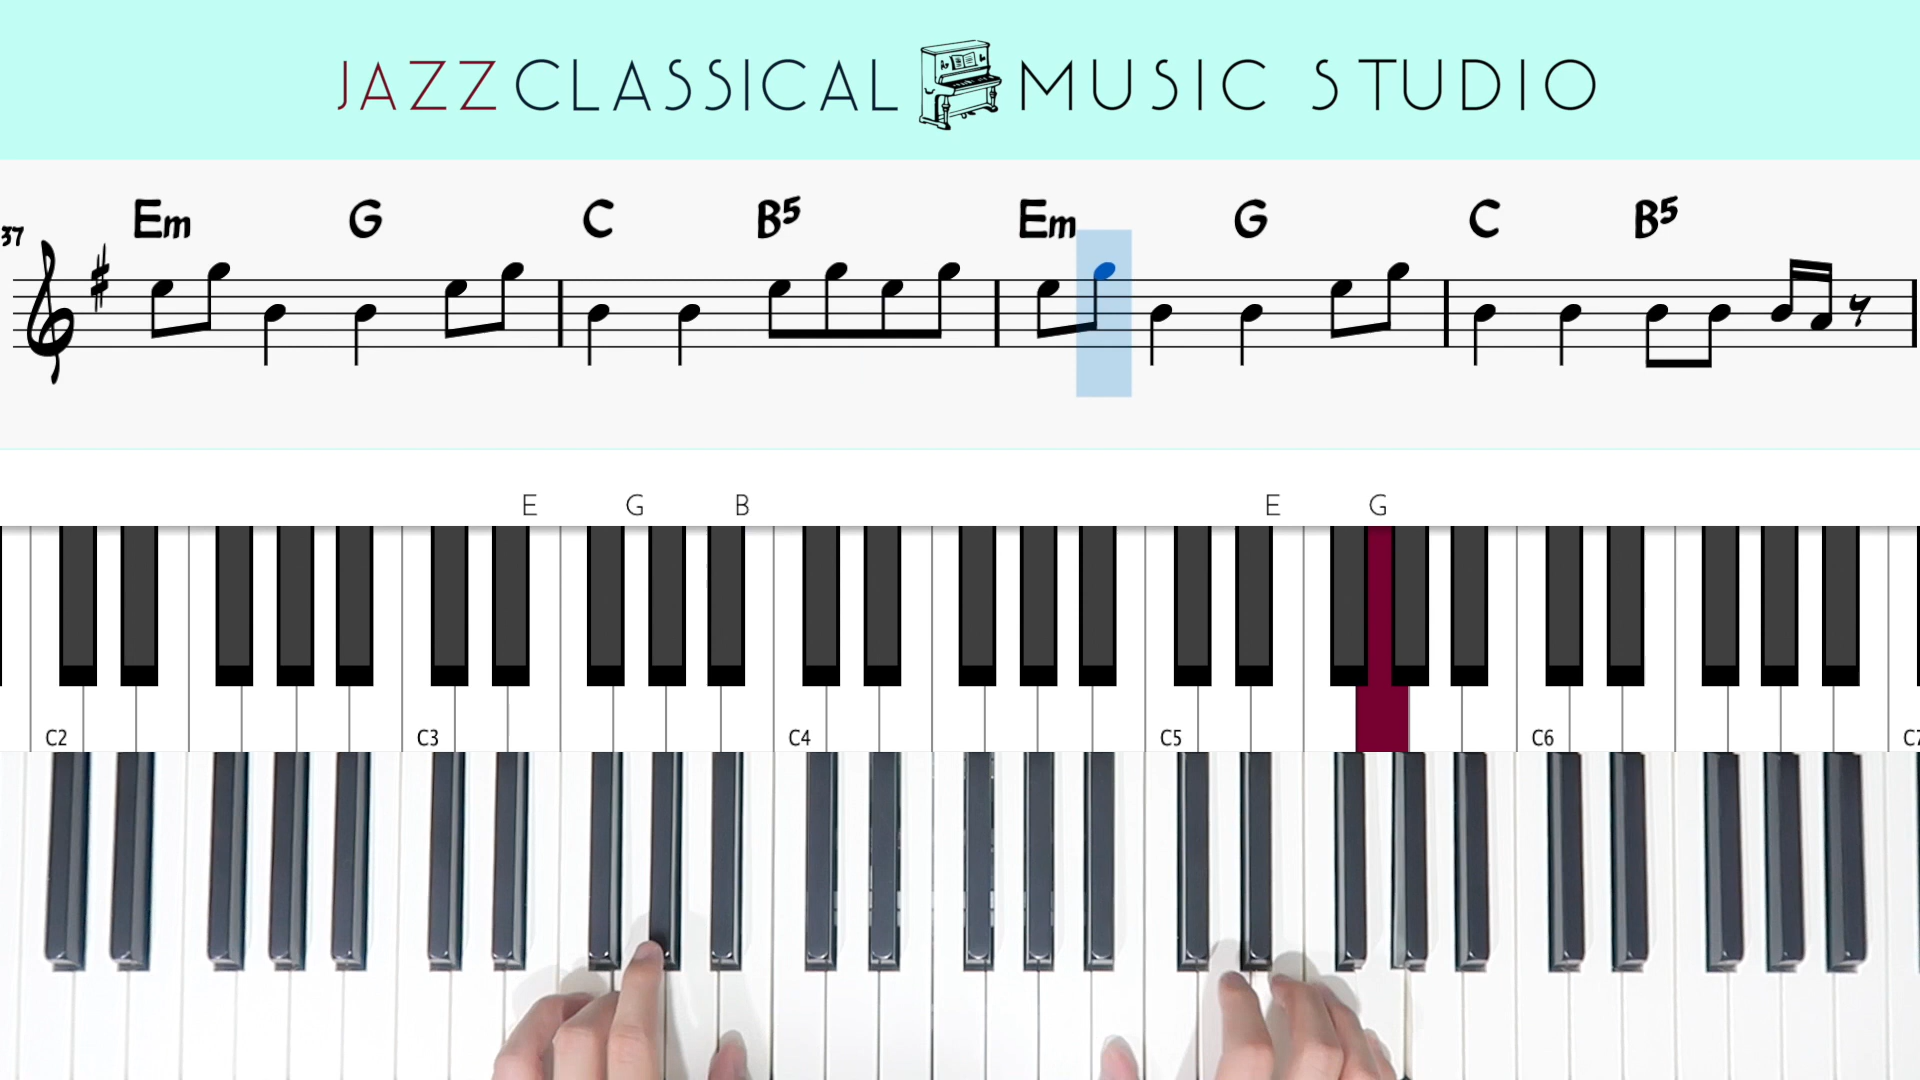 JAZZCLASSICAL MUSIC STUDIO
Em G C B5 Em G C B5
37
E G B E G
C2 C3 C4 C5 C6 C7